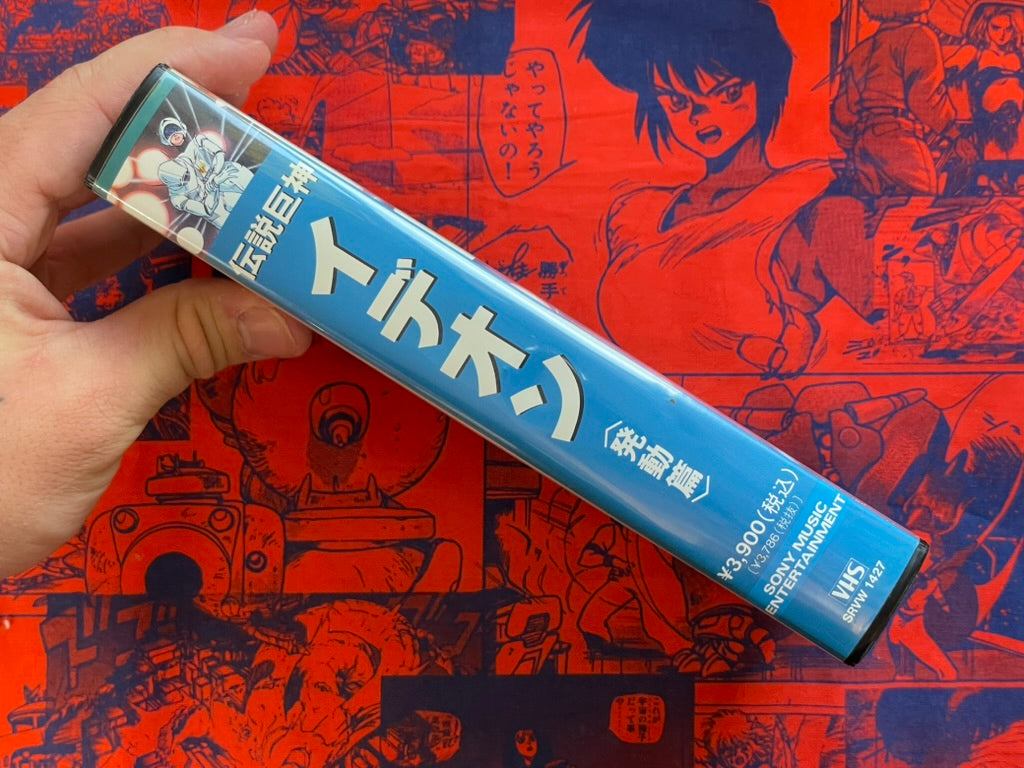 伝説巨神
イデオン
〈発動篇〉
¥3,900(税込)
(¥3,786(税抜))
SONY MUSIC
ENTERTAINMENT
VHS
SRVW 1427
やってやろう
じゃないの!
勝手